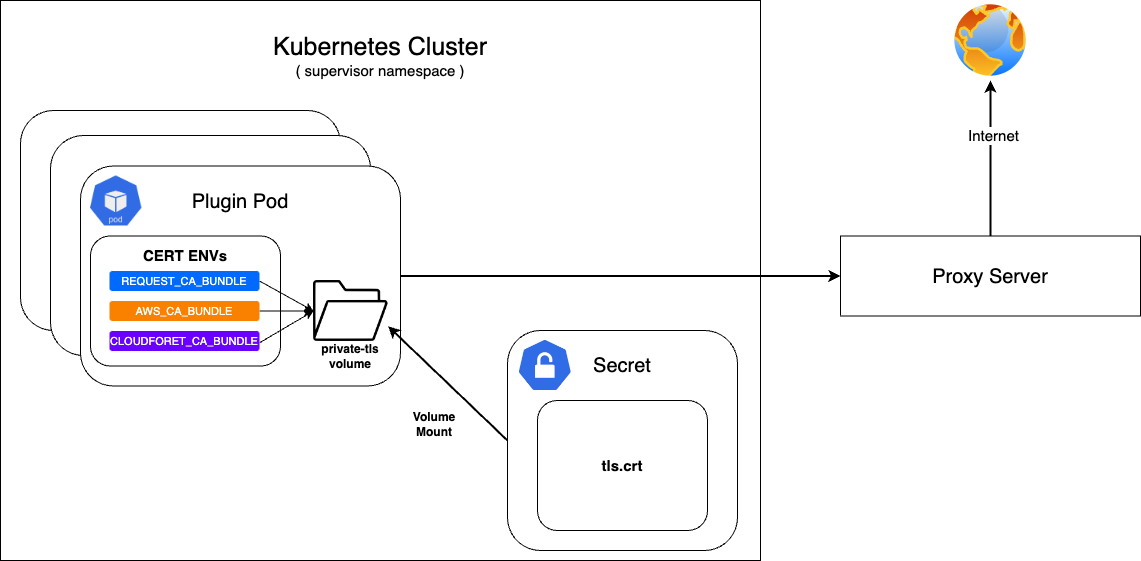 Kubernetes Cluster
( supervisor namespace )
Internet
Plugin Pod
pod
CERT ENVs
REQUEST_CA_BUNDLE
AWS_CA_BUNDLE
CLOUDFORET_CA_BUNDLE
private-tls
volume
Proxy Server
Volume
Mount
Secret
tls.crt